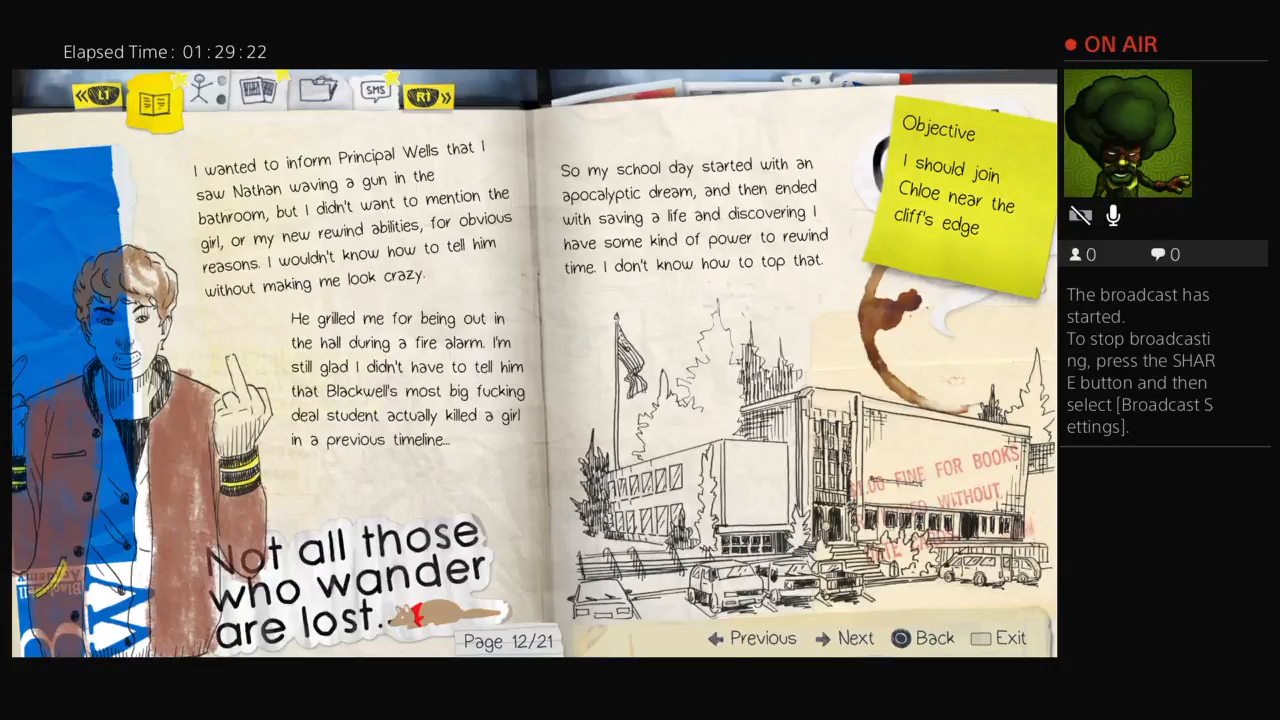 Elapsed Time: 01:29:22
ON AIR
L1
SMS
R1
Objective
I should join
Chloe near the
cliff's edge
I wanted to inform Principal Wells that I
saw Nathan waving a gun in the
bathroom, but I didn't want to mention the
girl, or my new rewind abilities, for obvious
reasons. I wouldn't know how to tell him
without making me look crazy.
He grilled me for being out in
the hall during a fire alarm. I'm
still glad I didn't have to tell him
that Blackwell's most big fucking
deal student actually killed a girl
in a previous timeline...
Not all those
who wander
are lost.
Page 12/21
So my school day started with an
apocalyptic dream, and then ended
with saving a life and discovering I
have some kind of power to rewind
time. I don't know how to top that.
FINE FOR BOOKS
WITHOUT
Previous
Next
Back
Exit
0
0
The broadcast has
started.
To stop broadcasti
ng, press the SHAR
E button and then
select [Broadcast S
ettings].